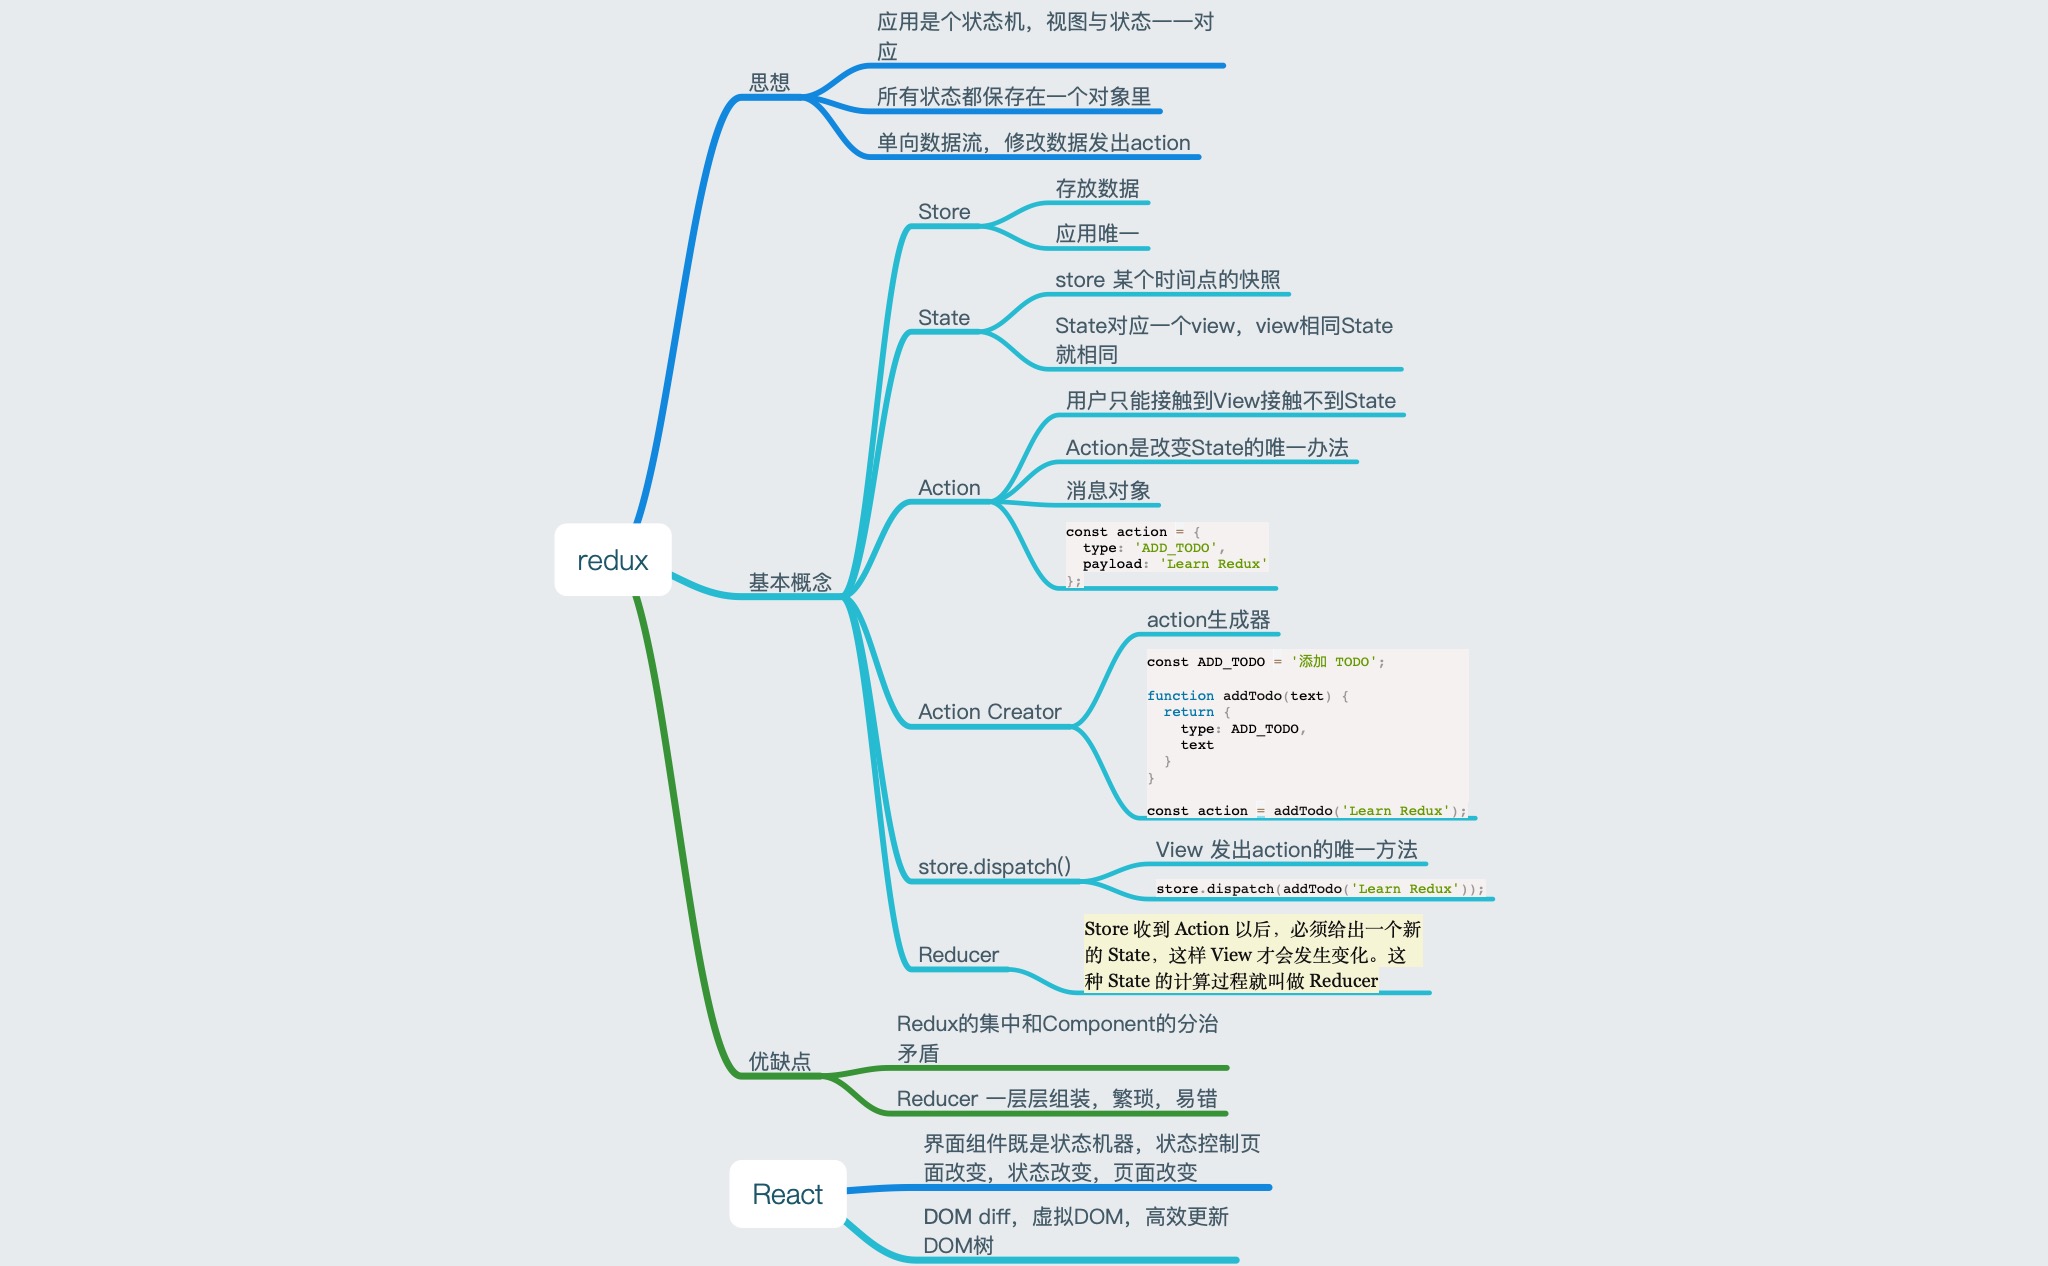 应用是个状态机，视图与状态一一对
应
思想
所有状态都保存在一个对象里
单向数据流，修改数据发出action
存放数据
Store
应用唯一
store 某个时间点的快照
State
State对应一个view，view相同State
就相同
用户只能接触到View接触不到State
Action是改变State的唯一办法
Action
消息对象
const action = {
  type: 'ADD_TODO',
  payload: 'Learn Redux'
};
redux
基本概念
action生成器
const ADD_TODO = '添加 TODO';
function addTodo(text) {
  return {
    type: ADD_TODO,
    text
  }
}
const action = addTodo('Learn Redux');
Action Creator
View 发出action的唯一方法
store.dispatch()
store.dispatch(addTodo('Learn Redux'));
Store 收到 Action 以后，必须给出一个新
的 State，这样 View 才会发生变化。这
种 State 的计算过程就叫做 Reducer
Reducer
Redux的集中和Component的分治
矛盾
优缺点
Reducer 一层层组装，繁琐，易错
界面组件既是状态机器，状态控制页
面改变，状态改变，页面改变
React
DOM diff，虚拟DOM，高效更新
DOM树